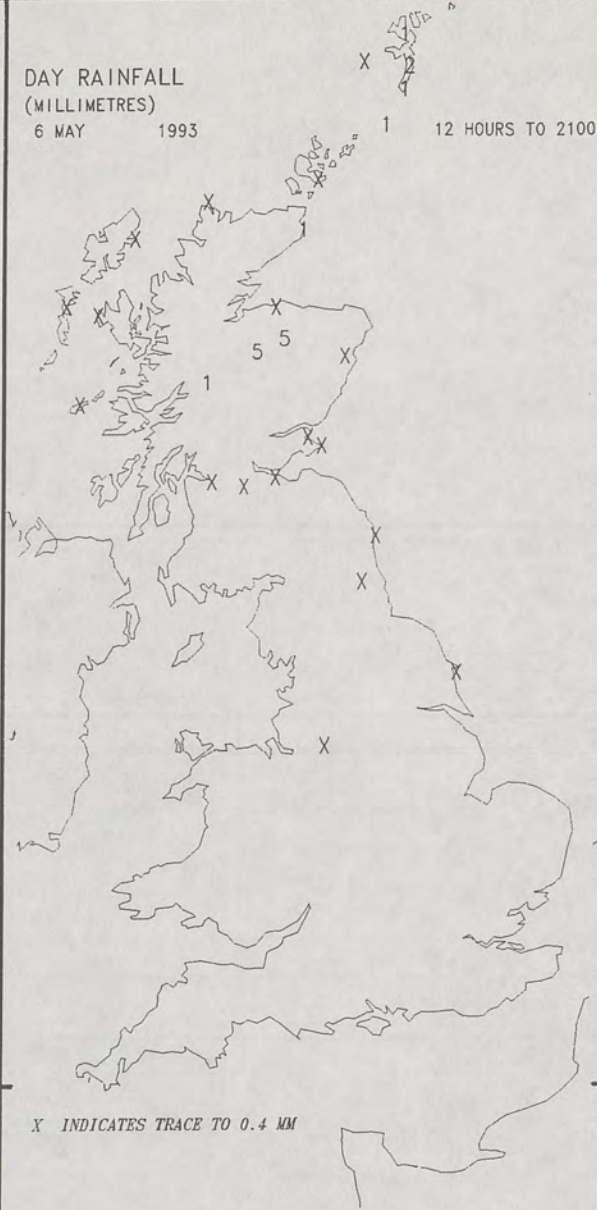 DAY RAINFALL
(MILLIMETRES)
6 MAY 1993
12 HOURS TO 2100
X
2
1
1
X
X
1
X
X
X
X
5
5
X
1
X
X
X
X
X
X
X
X
X
X
X INDICATES TRACE TO 0.4 MM